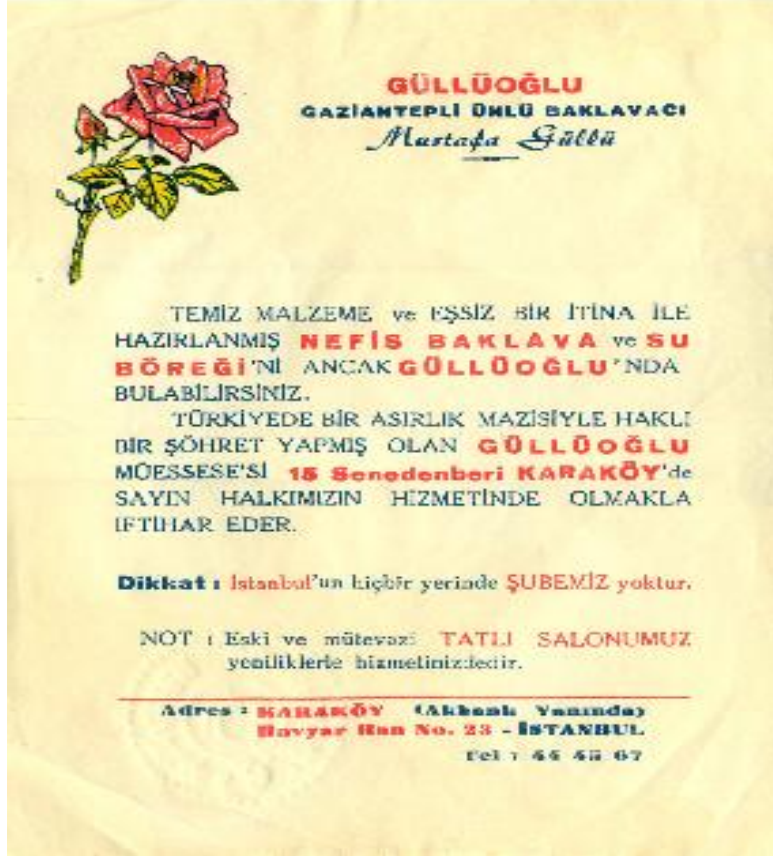 GÜLLÜOĞLU
GAZİANTEPLİ ÜNLÜ BAKLAVACI
Mustafa Güllü
TEMİZ MALZEME ve EŞSİZ BİR İTİNA İLE
HAZIRLANMIŞ NEFİS BAKLAVA ve SU
BÖREĞİ'Nİ ANCAK GÜLLÜOĞLU'NDA
BULABİLİRSİNİZ.
TÜRKİYEDE BİR ASIRLIK MAZİSİYLE HAKLI
BİR ŞÖHRET YAPMIŞ OLAN GÜLLÜOĞLU
MÜESSESE'Sİ 15 Senedenberi KARAKÖY'de
SAYIN HALKIMIZIN HİZMETİNDE OLMAKLA
İFTİHAR EDER.
Dikkat : İstanbul'un hiçbir yerinde ŞUBEMİZ yoktur.
NOT : Eski ve mütevazi TATLI SALONUMUZ
yeniliklerle hizmetinizdedir.
Adres : KARAKÖY (Akbank Yanında)
Havyar Han No. 23 - İSTANBUL
Tel : 44 45 67